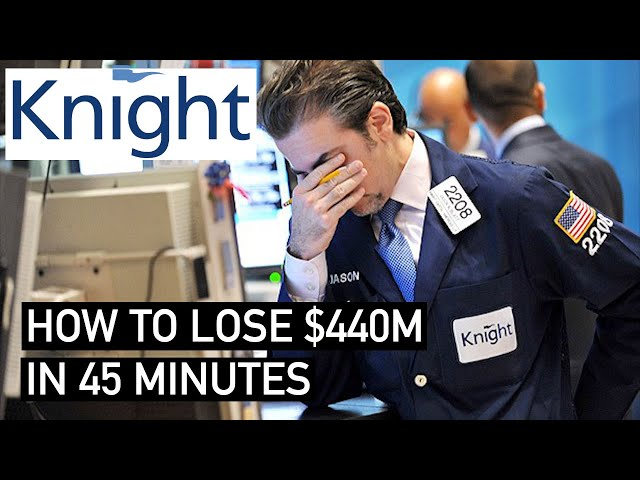 Knight
2208
JASON
2208
Knight
HOW TO LOSE $440M
IN 45 MINUTES